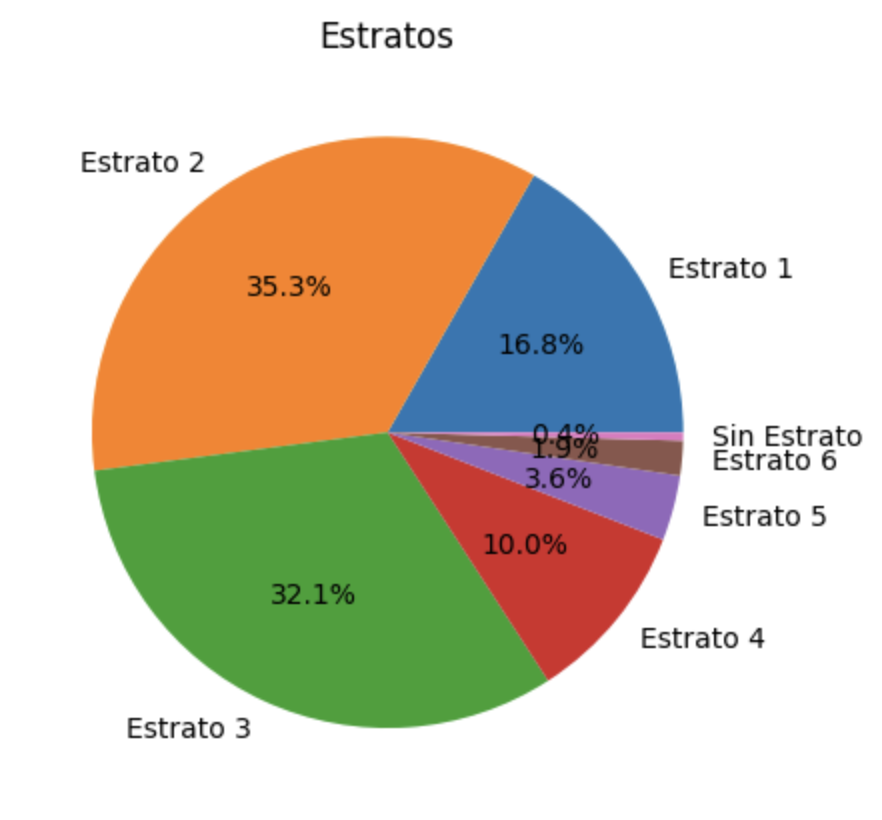 Estratos
Estrato 2
Estrato 1
35.3%
16.8%
0.4%
Sin Estrato
1.9%
Estrato 6
3.6%
Estrato 5
10.0%
32.1%
Estrato 4
Estrato 3